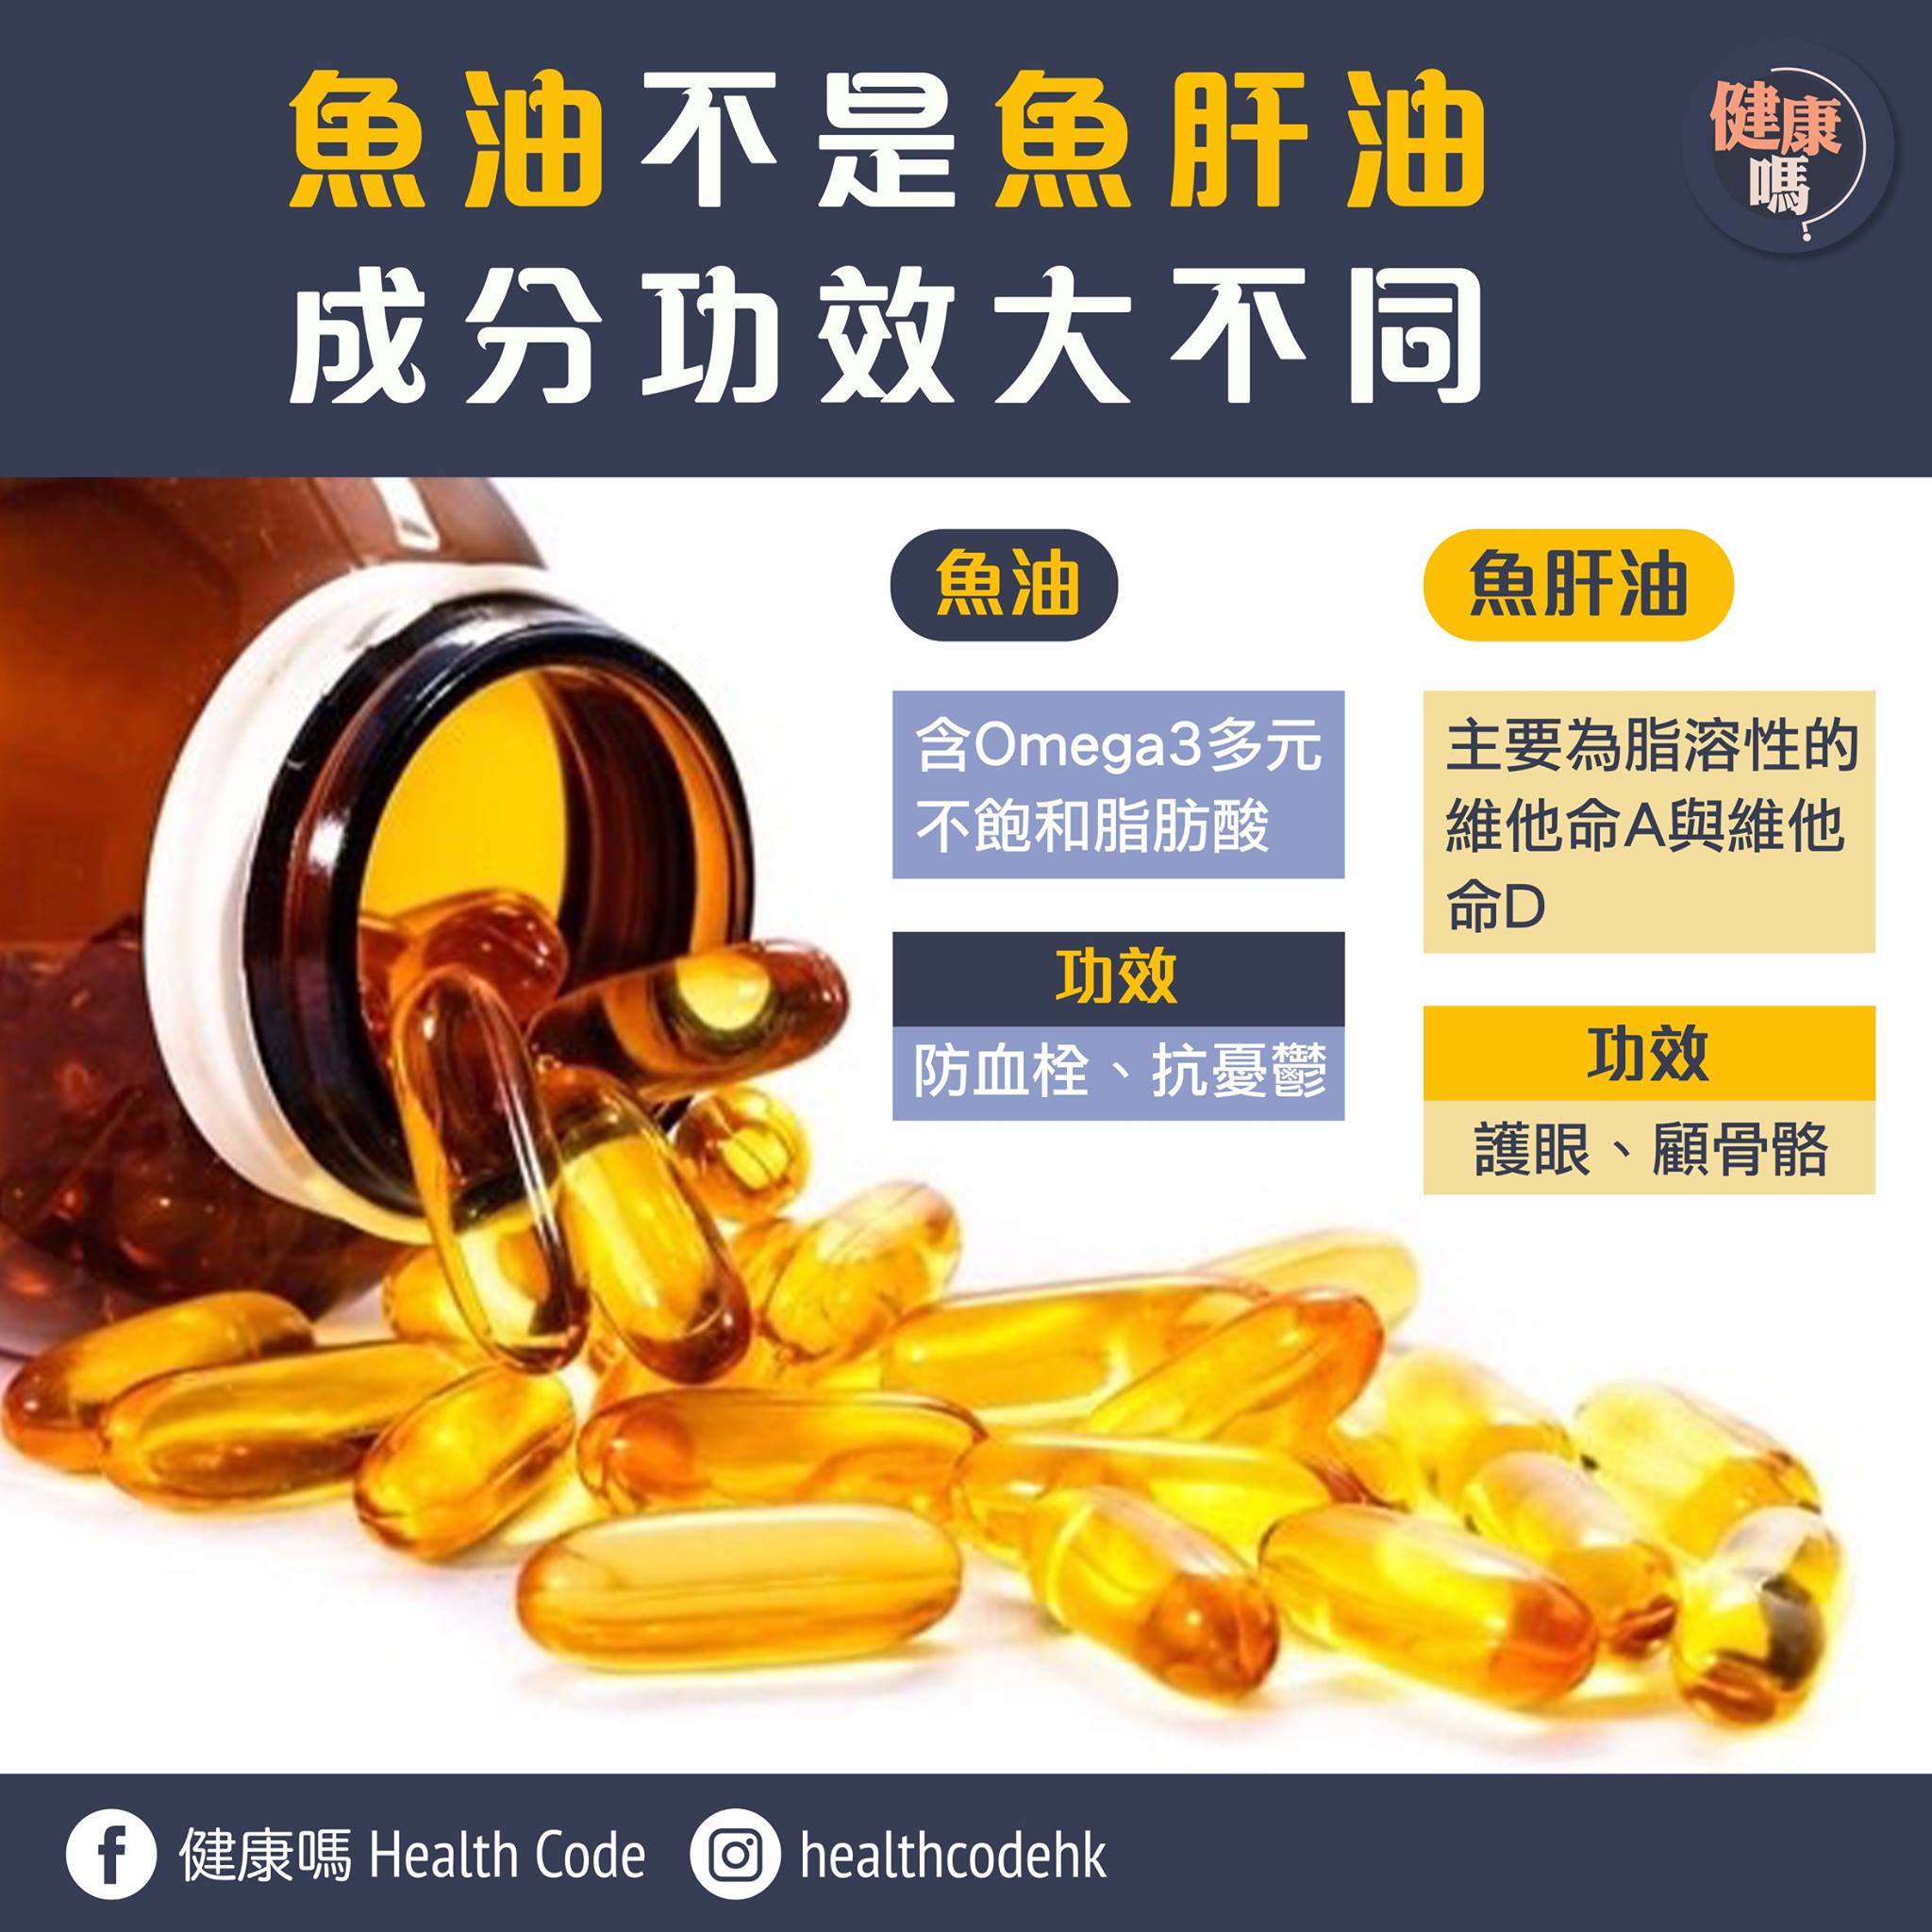 魚油不是魚肝油
成分功效大不同
健康
嗎
魚油
含Omega3多元
不飽和脂肪酸
功效
防血栓、抗憂鬱
魚肝油
主要為脂溶性的
維他命A與維他
命D
功效
護眼、顧骨骼
健康嗎 Health Code
healthcodehk